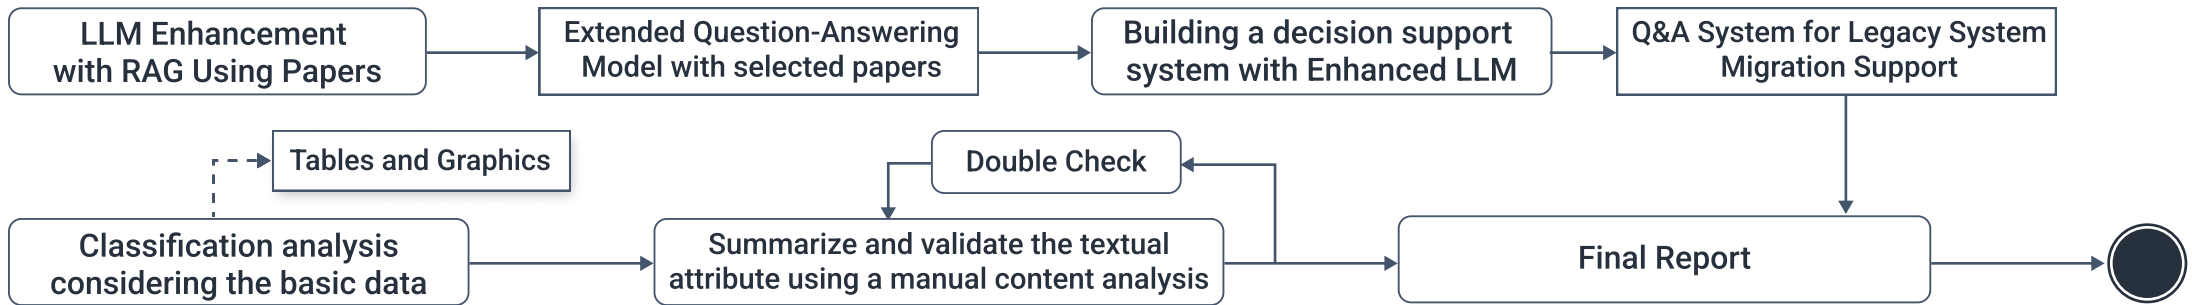 LLM Enhancement
with RAG Using Papers
Extended Question-Answering
Model with selected papers
Building a decision support
system with Enhanced LLM
Q&A System for Legacy System
Migration Support
Tables and Graphics
Double Check
Classification analysis
considering the basic data
Summarize and validate the textual
attribute using a manual content analysis
Final Report